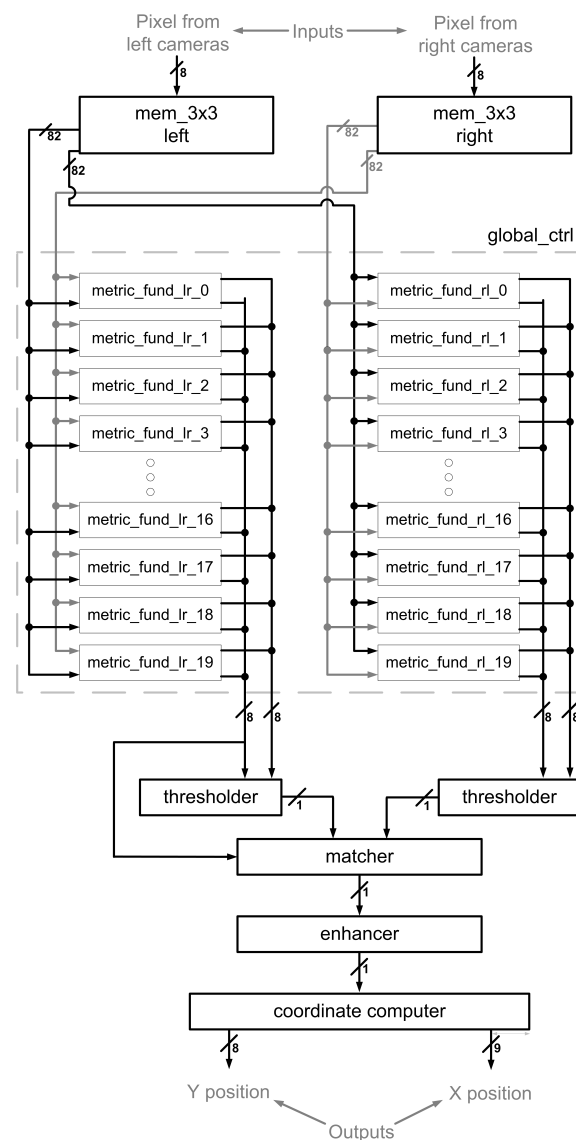 Pixel from
left cameras
Inputs
Pixel from
right cameras
8
8
mem_3x3
left
mem_3x3
right
82
82
82
82
global_ctrl
metric_fund_lr_0
metric_fund_rl_0
metric_fund_lr_1
metric_fund_rl_1
metric_fund_lr_2
metric_fund_rl_2
metric_fund_lr_3
metric_fund_rl_3
metric_fund_lr_16
metric_fund_rl_16
metric_fund_lr_17
metric_fund_rl_17
metric_fund_lr_18
metric_fund_rl_18
metric_fund_lr_19
metric_fund_rl_19
8
8
8
8
thresholder
thresholder
1
1
matcher
1
enhancer
1
coordinate computer
8
9
Y position
X position
Outputs